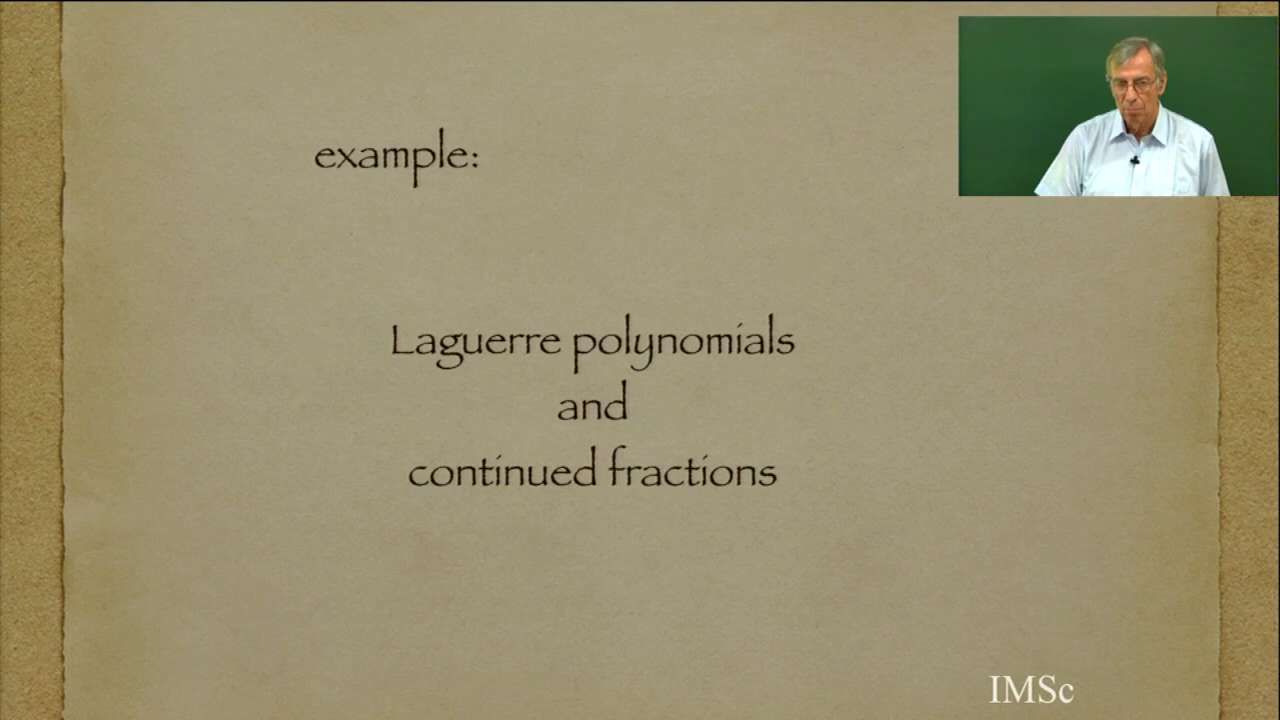 example:
Laguerre polynomials
and
continued fractions
IMSc